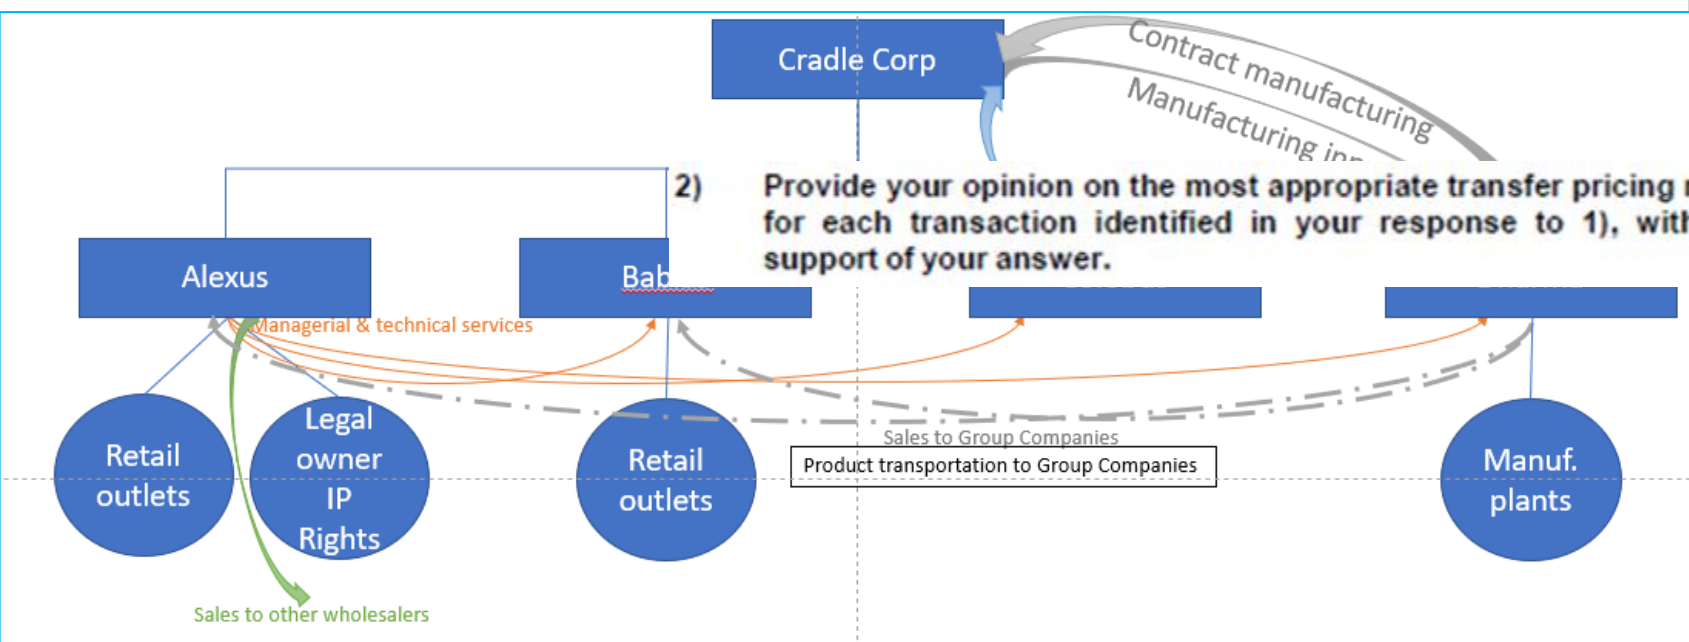 Cradle Corp
Contract manufacturing
Manufacturing
2) Provide your opinion on the most appropriate transfer pricing
for each transaction identified in your response to 1), with
support of your answer.
Alexus
Bab
Managerial & technical services
Retail
outlets
Legal
owner
IP
Rights
Retail
outlets
Sales to Group Companies
Product transportation to Group Companies
Manuf.
plants
Sales to other wholesalers